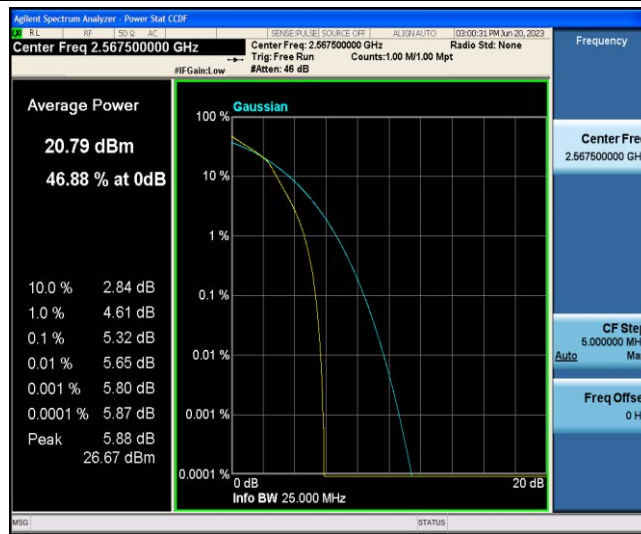 Agilent Spectrum Analyzer - Power Stat CCDF
RL RF 50 Ω AC SENSE:PULSE SOURCE OFF ALIGNAUTO 03:00:31 PM Jun 20, 2023
Center Freq 2.567500000 GHz
Center Freq: 2.567500000 GHz Radio Std: None
Trig: Free Run Counts:1.00 M/1.00 Mpt
#IFGain:Low #Atten: 46 dB
Frequency
Average Power
20.79 dBm
46.88 % at 0dB
10.0 % 2.84 dB
1.0 % 4.61 dB
0.1 % 5.32 dB
0.01 % 5.65 dB
0.001 % 5.80 dB
0.0001 % 5.87 dB
Peak 5.88 dB
26.67 dBm
Gaussian
100 %
10 %
1 %
0.1 %
0.01 %
0.001 %
0.0001 %
0 dB 20 dB
Info BW 25.000 MHz
Center Fre
2.567500000 GH
CF Ste
5.000000 MH
Auto Ma
Freq Offse
0 H
MSG STATUS